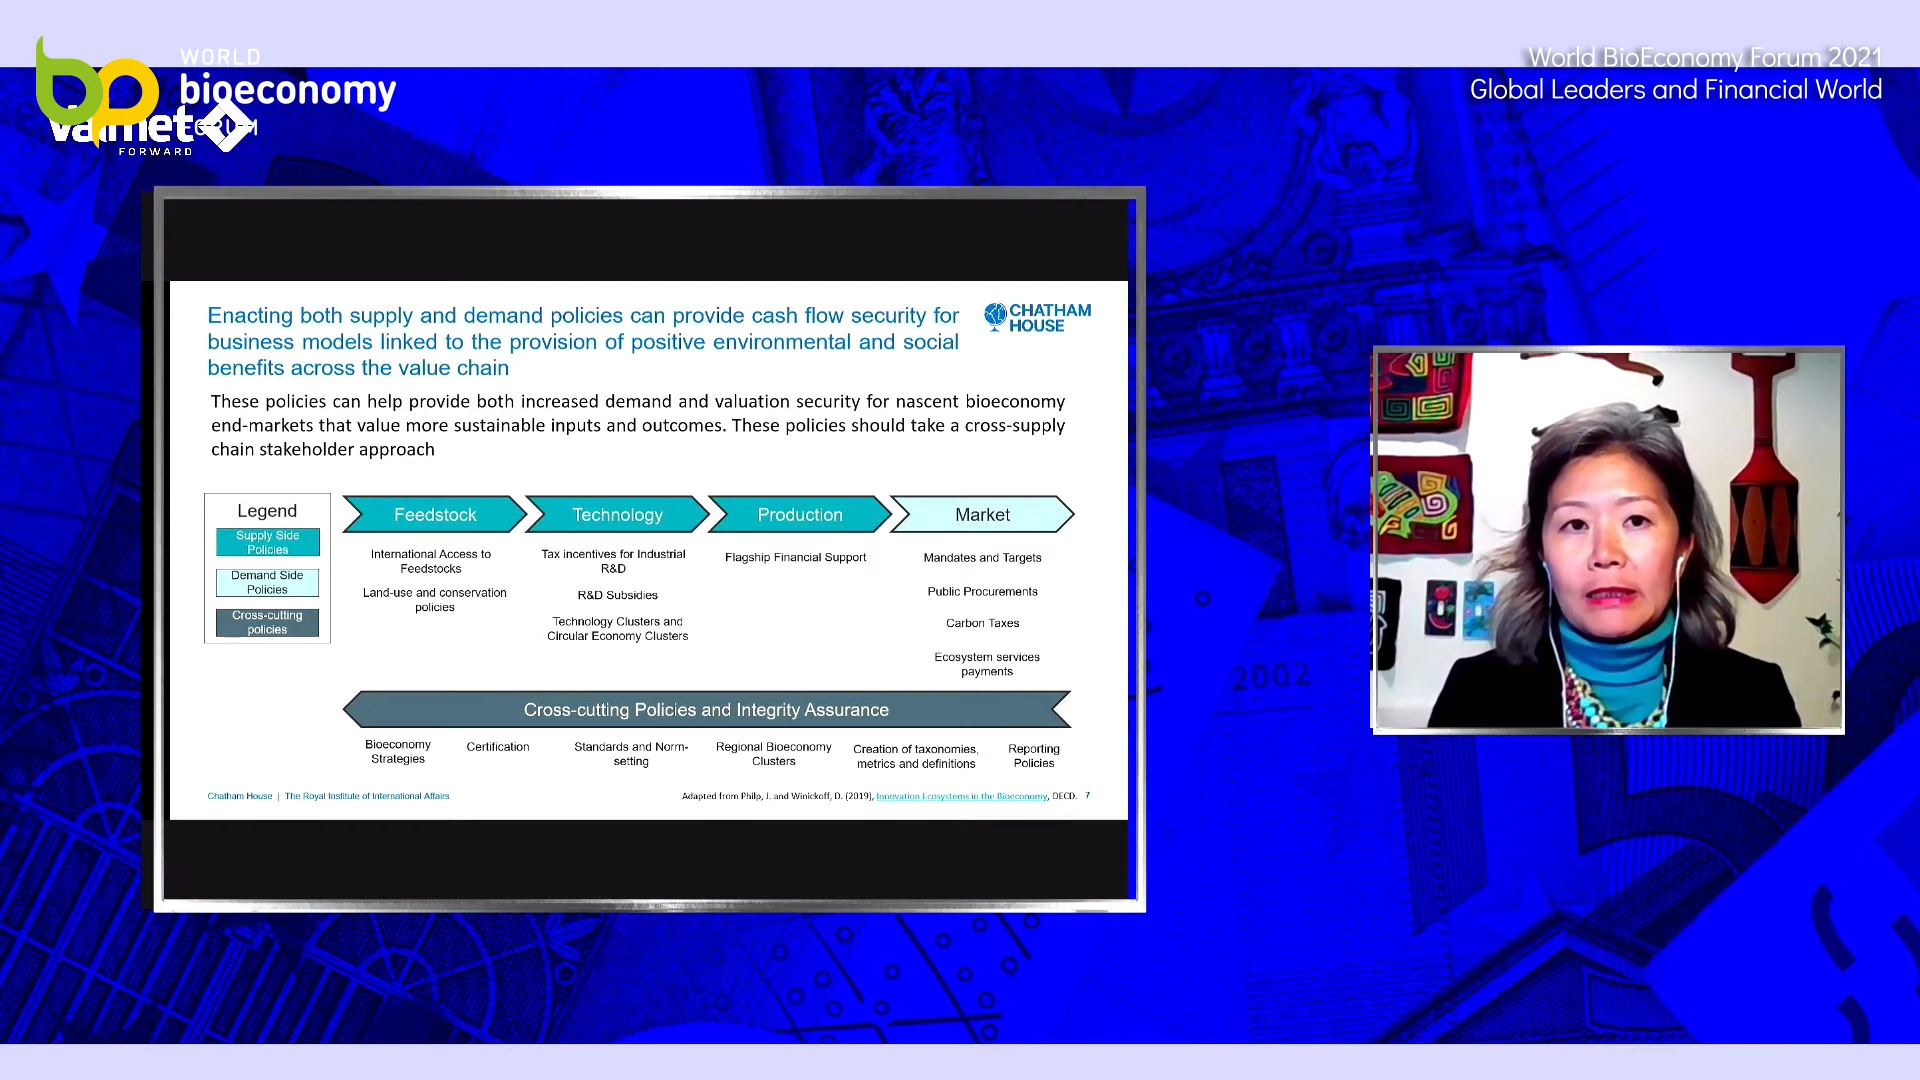 WORLD
bioeconomy
FORUM
Valmet
FORWARD
World BioEconomy Forum 2021
Global Leaders and Financial World
Enacting both supply and demand policies can provide cash flow security for
business models linked to the provision of positive environmental and social
benefits across the value chain
CHATHAM
HOUSE
These policies can help provide both increased demand and valuation security for nascent bioeconomy
end-markets that value more sustainable inputs and outcomes. These policies should take a cross-supply
chain stakeholder approach
Legend
Supply Side
Policies
Demand Side
Policies
Cross-cutting
policies
Feedstock
Technology
Production
Market
International Access to
Feedstocks
Land-use and conservation
policies
Tax incentives for Industrial
R&D
R&D Subsidies
Technology Clusters and
Circular Economy Clusters
Flagship Financial Support
Mandates and Targets
Public Procurements
Carbon Taxes
Ecosystem services
payments
Cross-cutting Policies and Integrity Assurance
Bioeconomy
Strategies
Certification
Standards and Norm-
setting
Regional Bioeconomy
Clusters
Creation of taxonomies,
metrics and definitions
Reporting
Policies
Chatham House | The Royal Institute of International Affairs
Adapted from Philp, J. and Winickoff, D. (2019), Innovation Ecosystems in the Bioeconomy, OECD. 7
2002